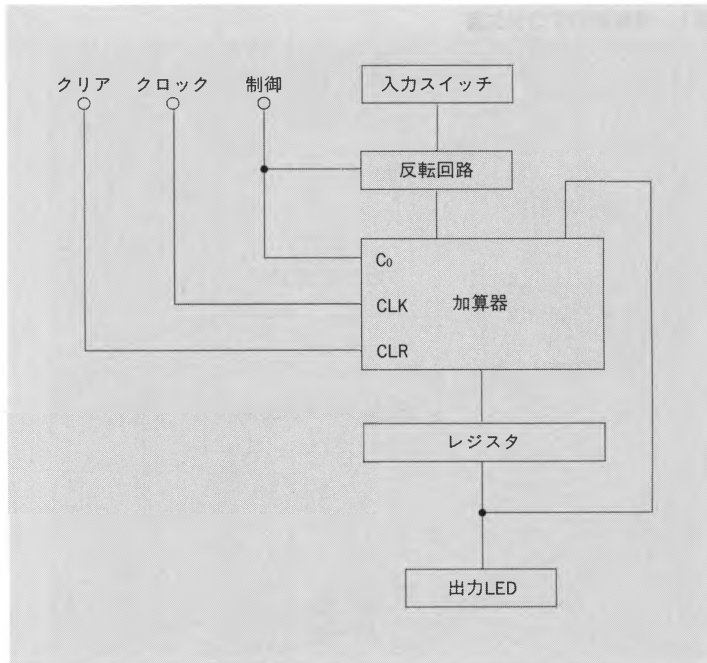 クリア クロック 制御
入力スイッチ
反転回路
C₀
CLK 加算器
CLR
レジスタ
出力LED